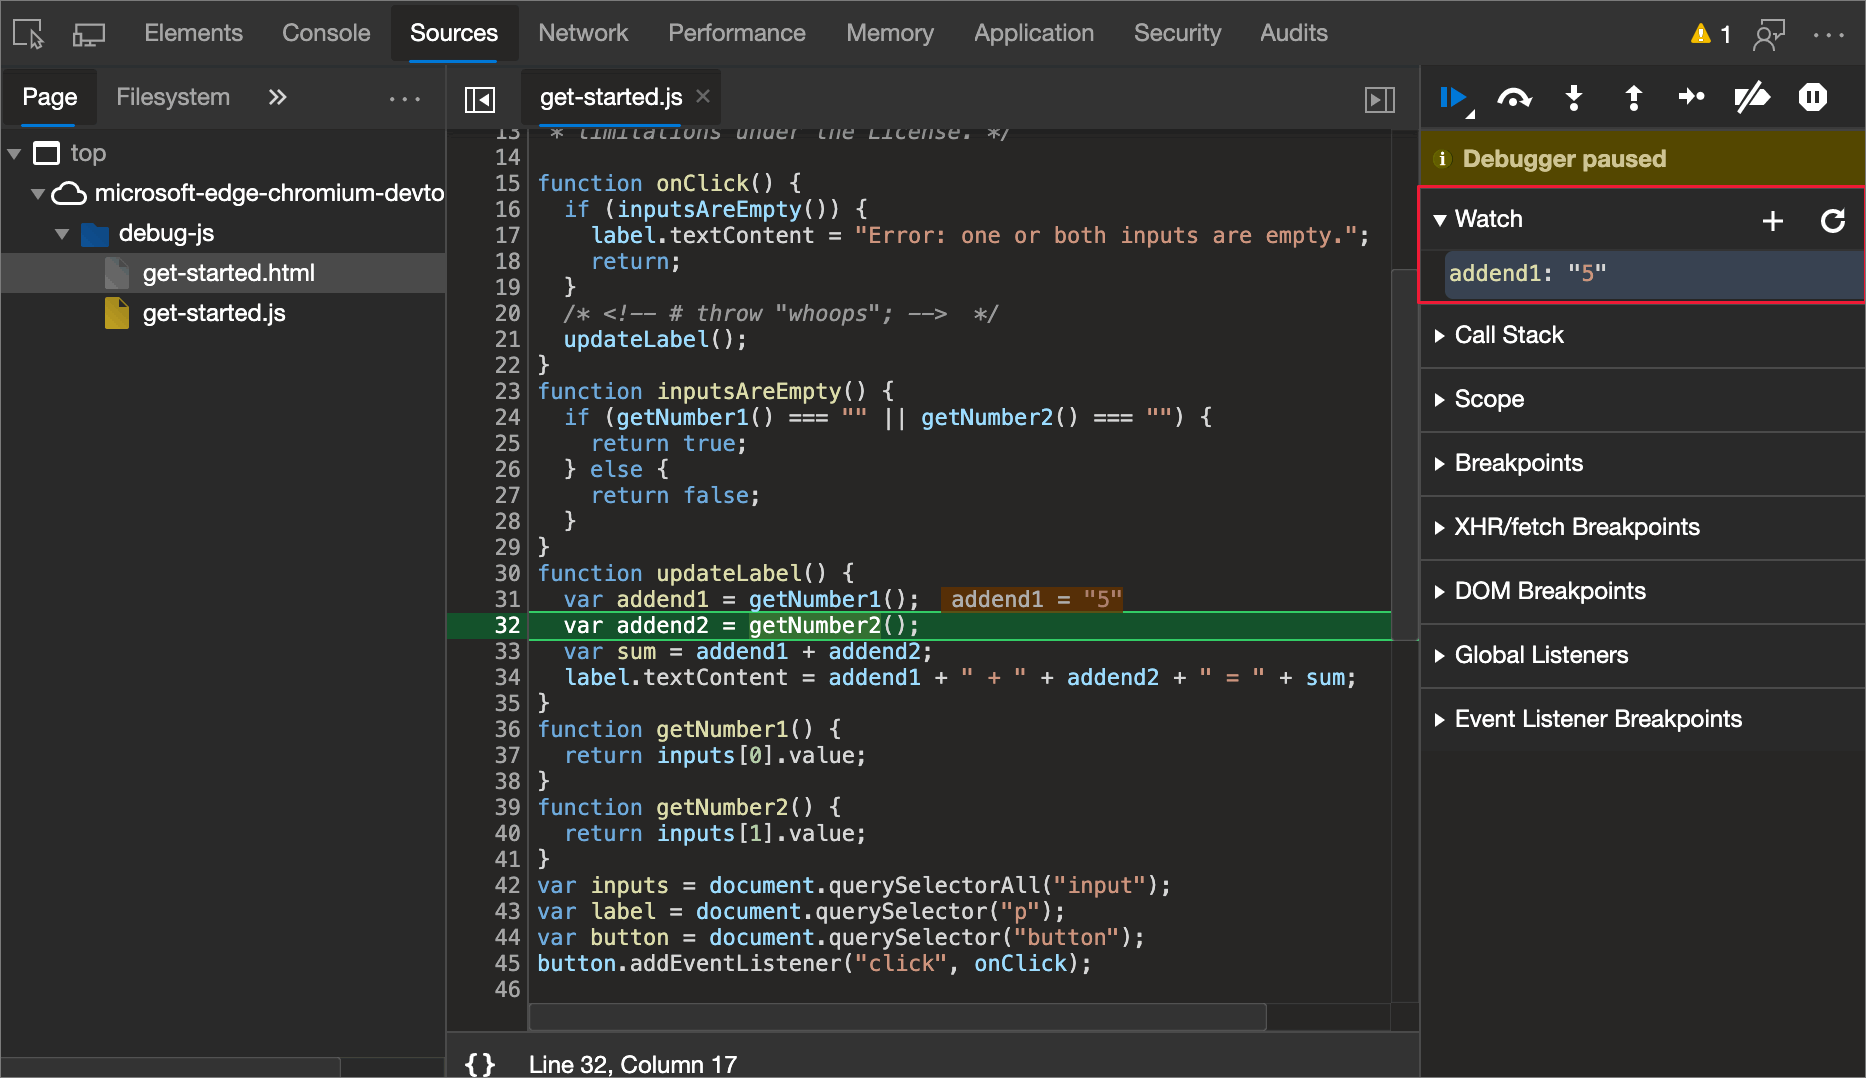 Elements Console Sources Network Performance Memory Application Security Audits 1
Page Filesystem
get-started.js
top
microsoft-edge-chromium-devto
debug-js
get-started.html
get-started.js
13 * limitations under the License. */
14
15 function onClick() {
16   if (inputsAreEmpty()) {
17     label.textContent = "Error: one or both inputs are empty.";
18     return;
19   }
20   /* <!-- # throw "whoops"; -->  */
21   updateLabel();
22 }
23 function inputsAreEmpty() {
24   if (getNumber1() === "" || getNumber2() === "") {
25     return true;
26   } else {
27     return false;
28   }
29 }
30 function updateLabel() {
31   var addend1 = getNumber1();  addend1 = "5"
32   var addend2 = getNumber2();
33   var sum = addend1 + addend2;
34   label.textContent = addend1 + " + " + addend2 + " = " + sum;
35 }
36 function getNumber1() {
37   return inputs[0].value;
38 }
39 function getNumber2() {
40   return inputs[1].value;
41 }
42 var inputs = document.querySelectorAll("input");
43 var label = document.querySelector("p");
44 var button = document.querySelector("button");
45 button.addEventListener("click", onClick);
46
{} Line 32, Column 17
Debugger paused
Watch
addend1: "5"
Call Stack
Scope
Breakpoints
XHR/fetch Breakpoints
DOM Breakpoints
Global Listeners
Event Listener Breakpoints